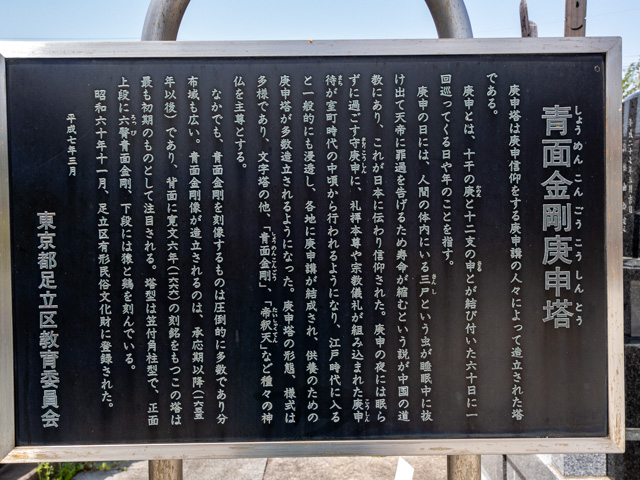 青面金剛庚申塔
しょうめんこんごうこうしんとう
庚申塔は庚申信仰をする庚申講の人々によって造立された塔
である。
庚申とは、十干の庚と十二支の申とが結び付いた六十日に一
回巡ってくる日や年のことを指す。
庚申の日には、人間の体内にいる三尸という虫が睡眠中に抜
け出て天帝に罪過を告げるため寿命が縮むという説が中国の道
教にあり、これが日本に伝わり信仰された。庚申の夜には眠ら
ずに過ごす守庚申に、礼拝本尊や宗教儀礼が組み込まれた庚申
待が室町時代の中頃から行われるようになり、江戸時代に入る
と一般的にも浸透し、各地に庚申講が結成され、供養のための
庚申塔が多数造立されるようになった。庚申塔の形態、様式は
多様であり、文字塔の他、「青面金剛」、「帝釈天」など種々の神
仏を主尊とする。
なかでも、青面金剛を刻像するものは圧倒的に多数であり分
布域も広い。青面金剛像が造立されるのは、承応期以降(一六五三
年以後)であり、背面に寛文六年(一六六六)の刻銘をもつこの塔は
最も初期のものとして注目される。塔型は笠付角柱型で、正面
上段に六臂青面金剛、下段には猿と鶏を刻んでいる。
昭和六十年十一月、足立区有形民俗文化財に登録された。
平成七年三月
東京都足立区教育委員会